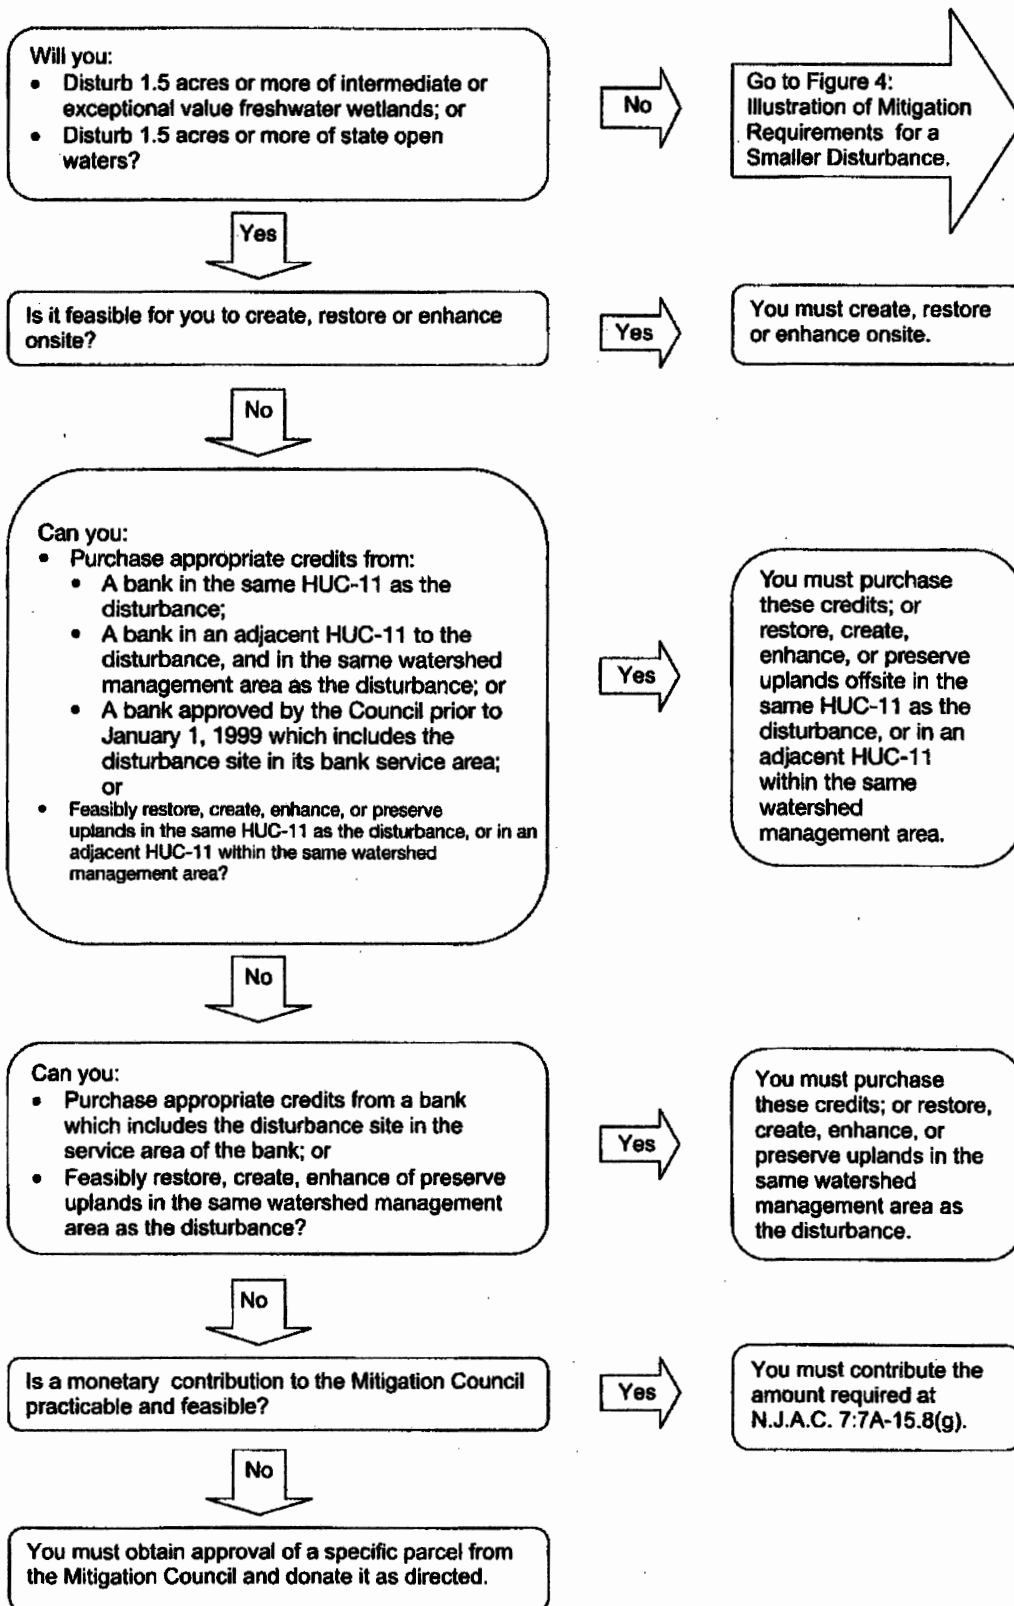 Will you:
• Disturb 1.5 acres or more of intermediate or
exceptional value freshwater wetlands; or
• Disturb 1.5 acres or more of state open
waters?
No
Go to Figure 4:
Illustration of Mitigation
Requirements for a
Smaller Disturbance.
Yes
Is it feasible for you to create, restore or enhance
onsite?
Yes
You must create, restore
or enhance onsite.
No
Can you:
• Purchase appropriate credits from:
• A bank in the same HUC-11 as the
disturbance;
• A bank in an adjacent HUC-11 to the
disturbance, and in the same watershed
management area as the disturbance; or
• A bank approved by the Council prior to
January 1, 1999 which includes the
disturbance site in its bank service area;
or
• Feasibly restore, create, enhance, or preserve
uplands in the same HUC-11 as the disturbance, or in an
adjacent HUC-11 within the same watershed
management area?
Yes
You must purchase
these credits; or
restore, create,
enhance, or preserve
uplands offsite in the
same HUC-11 as the
disturbance, or in an
adjacent HUC-11
within the same
watershed
management area.
No
Can you:
• Purchase appropriate credits from a bank
which includes the disturbance site in the
service area of the bank; or
• Feasibly restore, create, enhance of preserve
uplands in the same watershed management
area as the disturbance?
Yes
You must purchase
these credits; or restore,
create, enhance, or
preserve uplands in the
same watershed
management area as
the disturbance.
No
Is a monetary contribution to the Mitigation Council
practicable and feasible?
Yes
You must contribute the
amount required at
N.J.A.C. 7:7A-15.8(g).
No
You must obtain approval of a specific parcel from
the Mitigation Council and donate it as directed.